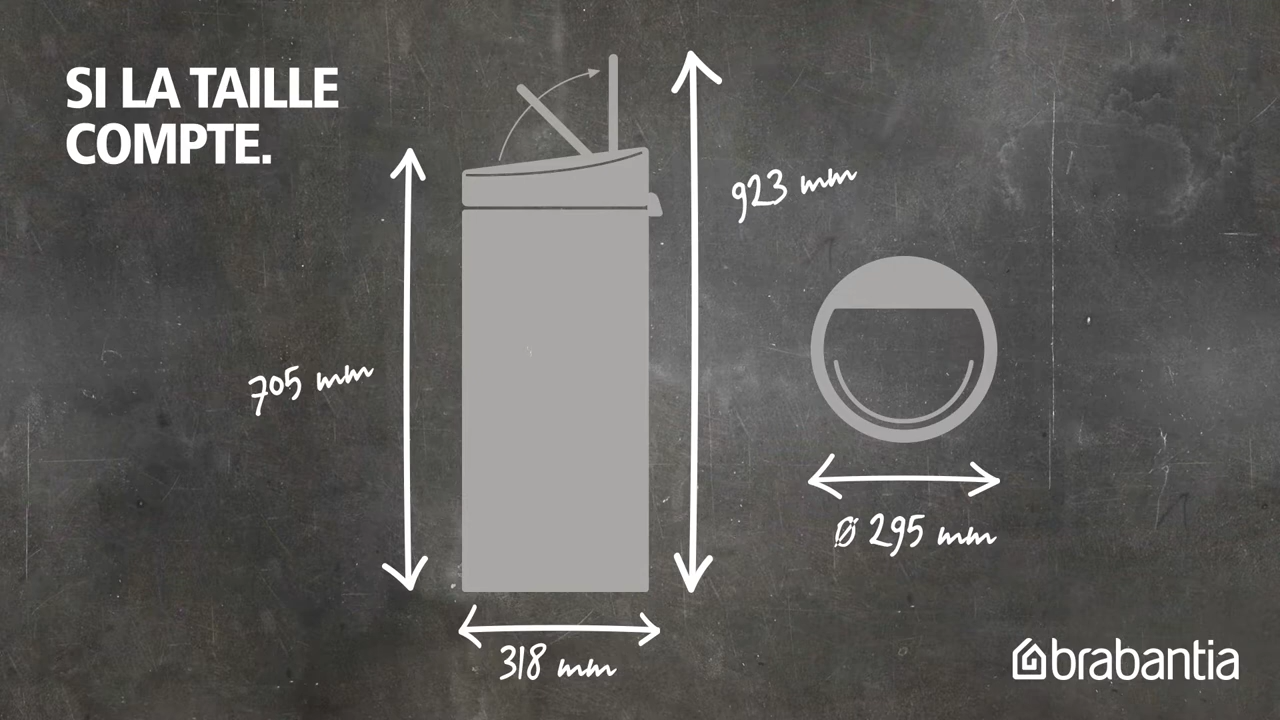 SI LA TAILLE
COMPTE.
923 mm
705 mm
Ø 295 mm
318 mm
brabantia